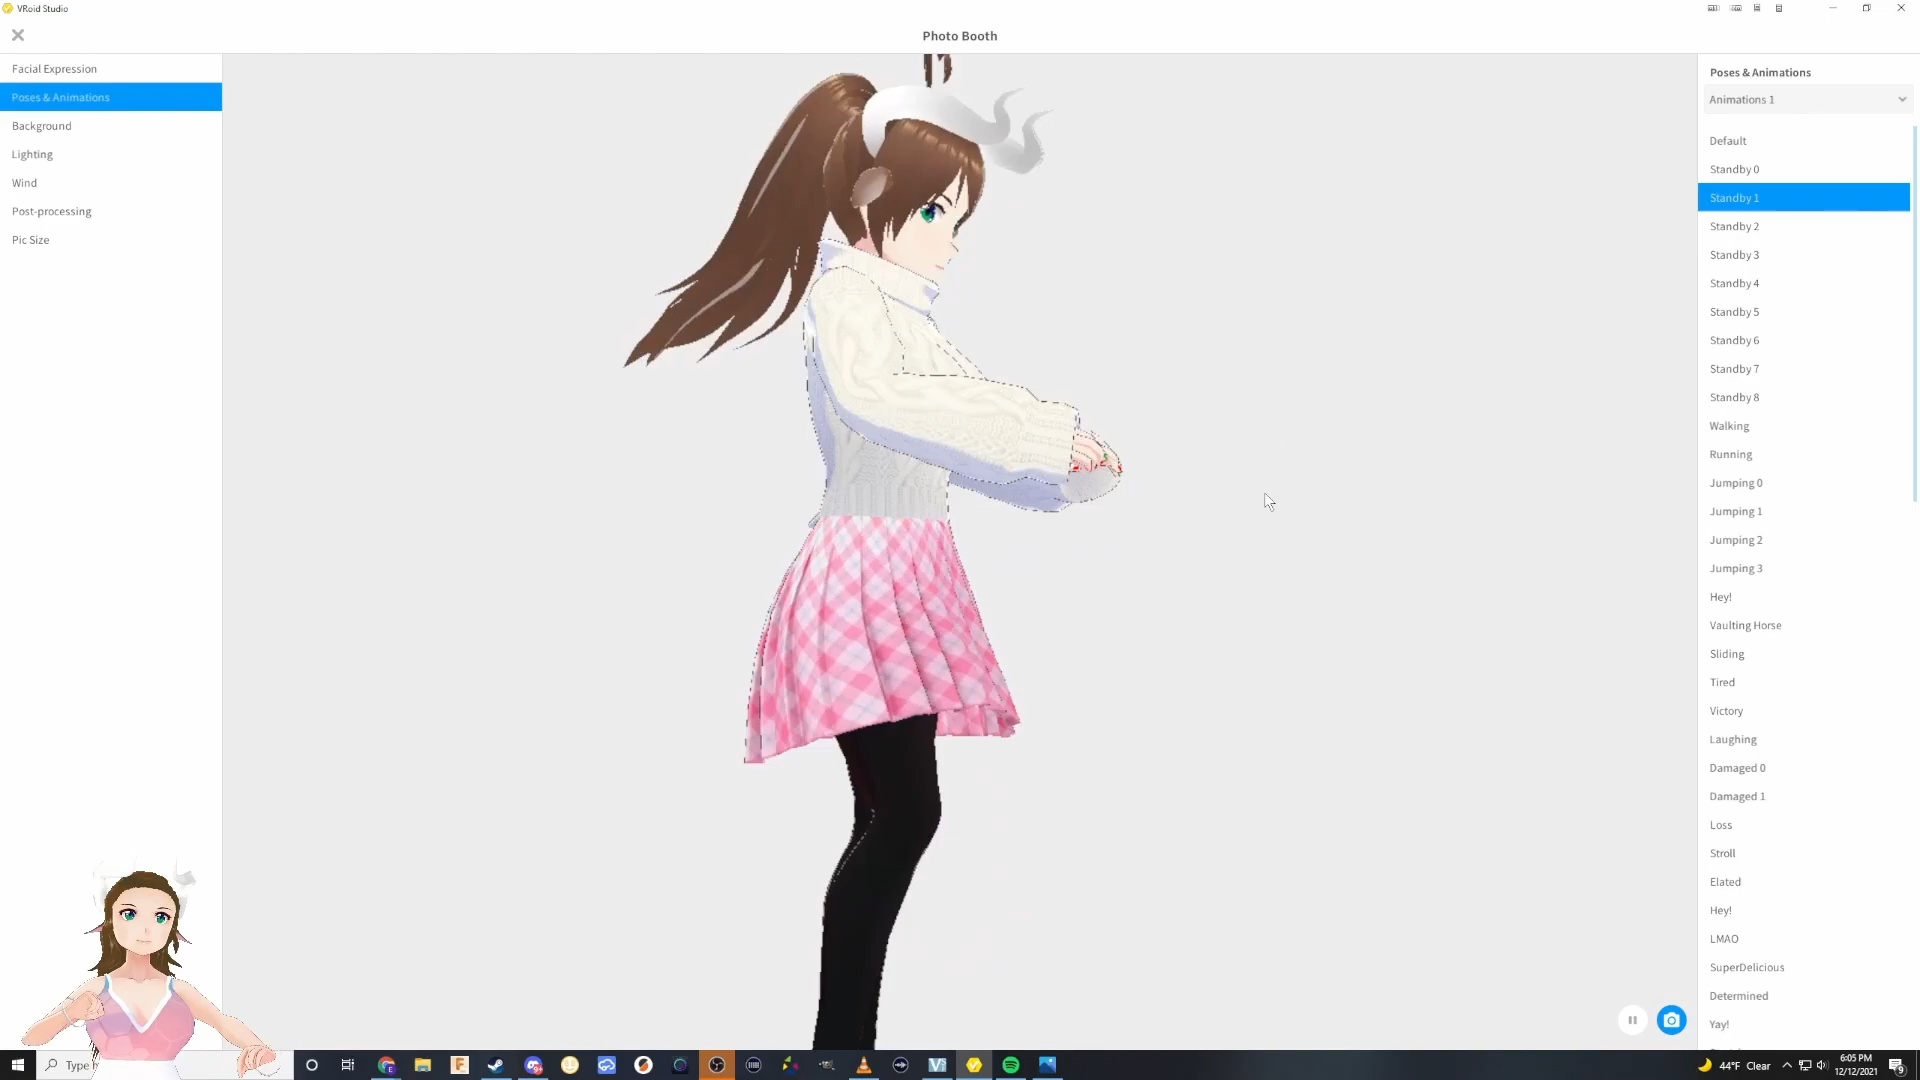 VRoid Studio
Photo Booth
Facial Expression
Poses & Animations
Background
Lighting
Wind
Post-processing
Pic Size
Poses & Animations
Animations 1
Default
Standby 0
Standby 1
Standby 2
Standby 3
Standby 4
Standby 5
Standby 6
Standby 7
Standby 8
Walking
Running
Jumping 0
Jumping 1
Jumping 2
Jumping 3
Hey!
Vaulting Horse
Sliding
Tired
Victory
Laughing
Damaged 0
Damaged 1
Loss
Stroll
Elated
Hey!
LMAO
SuperDelicious
Determined
Yay!
Type
44°F Clear
6:05 PM
12/12/2021